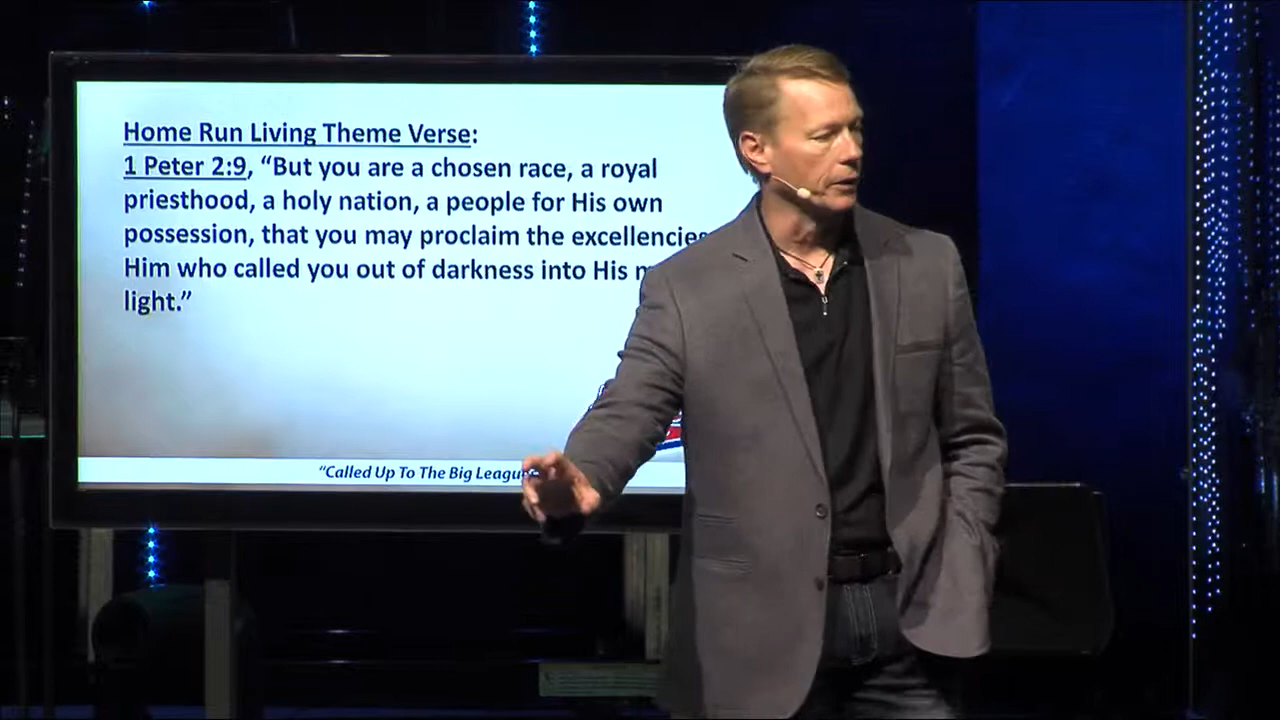 Home Run Living Theme Verse:
1 Peter 2:9, “But you are a chosen race, a royal
priesthood, a holy nation, a people for His own
possession, that you may proclaim the excellencies
Him who called you out of darkness into His
light.”
“Called Up To The Big